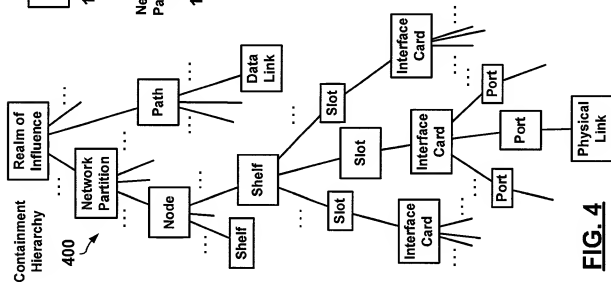 Containment
Hierarchy
400
Realm of
Influence
Network
Partition
Path
Node
Data
Link
Shelf
Shelf
Slot
Slot
Slot
Interface
Card
Interface
Card
Interface
Card
Port
Port
Port
Physical
Link
FIG. 4